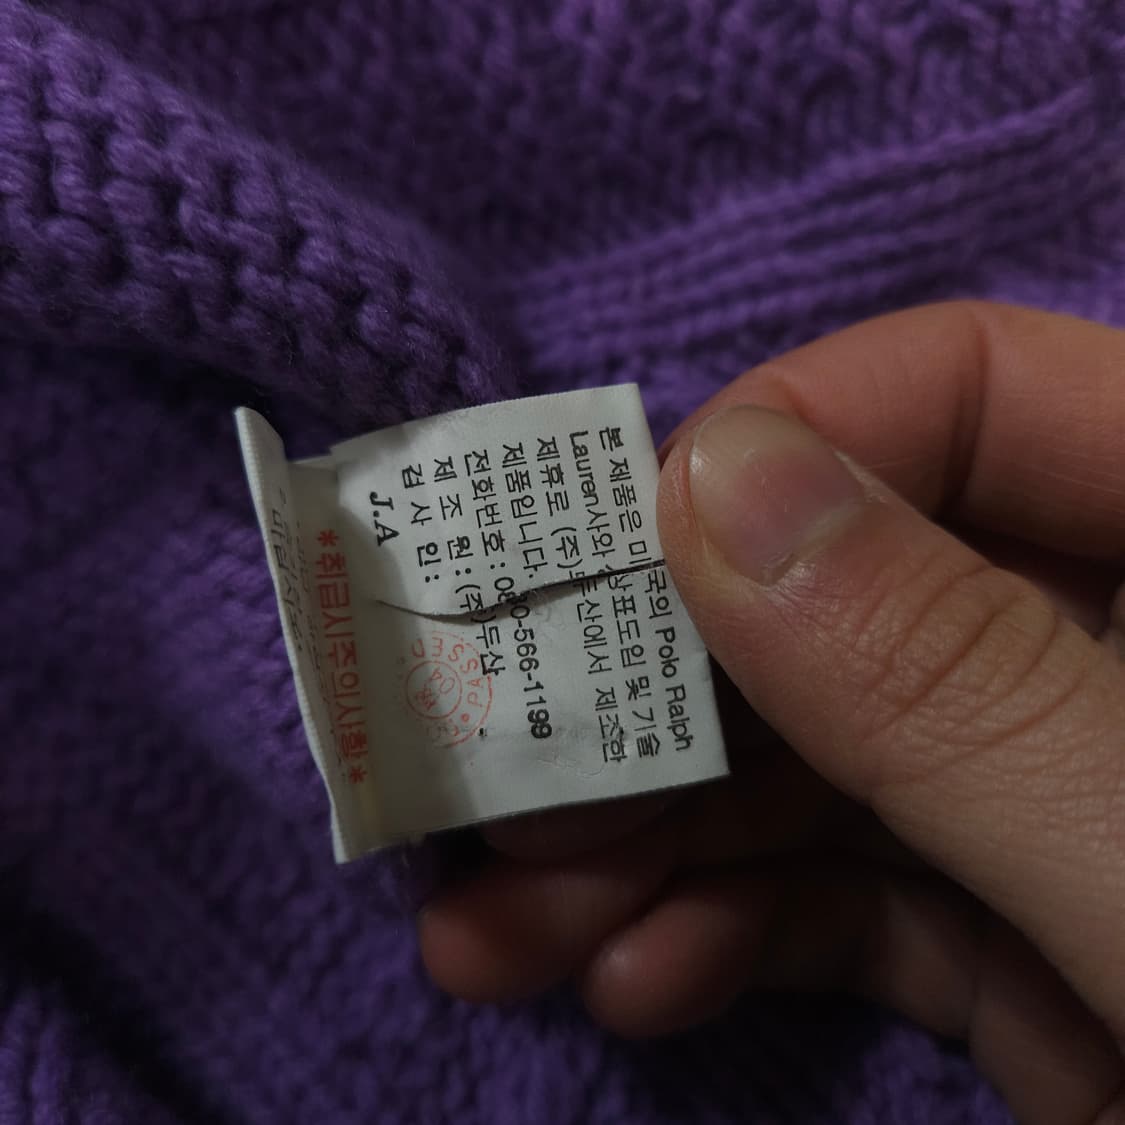 본 제품은 미국의 Polo Ralph
Lauren사와 상표도입 및 기술
제휴로 (주)두산에서 제조한
제품입니다.
전화번호: 080-566-1199
제 조 원: (주)두산
검 사 인:
J.A
PASSED
*취급시주의사항*